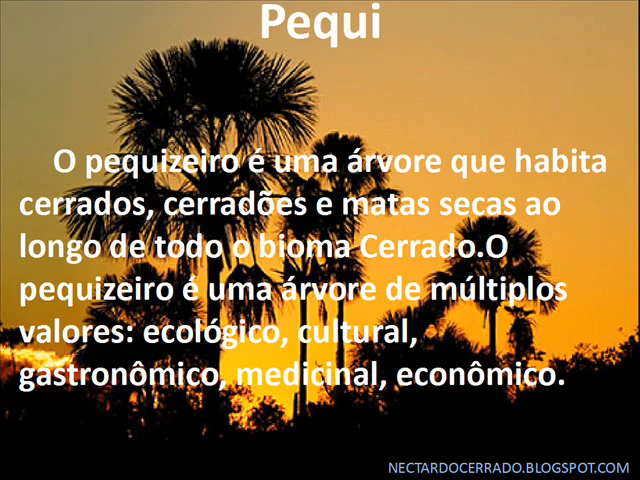 Pequi
O pequizeiro é uma árvore que habita
cerrados, cerradões e matas secas ao
longo de todo o bioma Cerrado.O
pequizeiro é uma árvore de múltiplos
valores: ecológico, cultural,
gastronômico, medicinal, econômico.
NECTARDOCERRADO.BLOGSPOT.COM